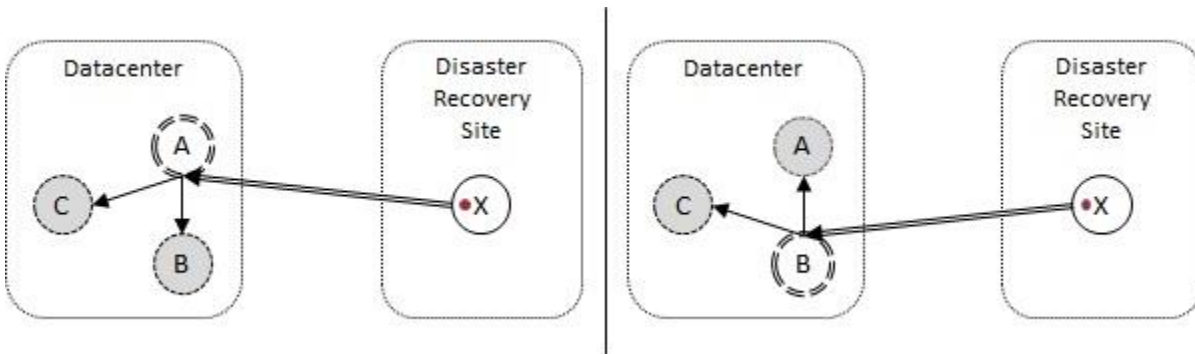 Datacenter
A
C
B
Disaster
Recovery
Site
X
Datacenter
A
C
B
Disaster
Recovery
Site
X